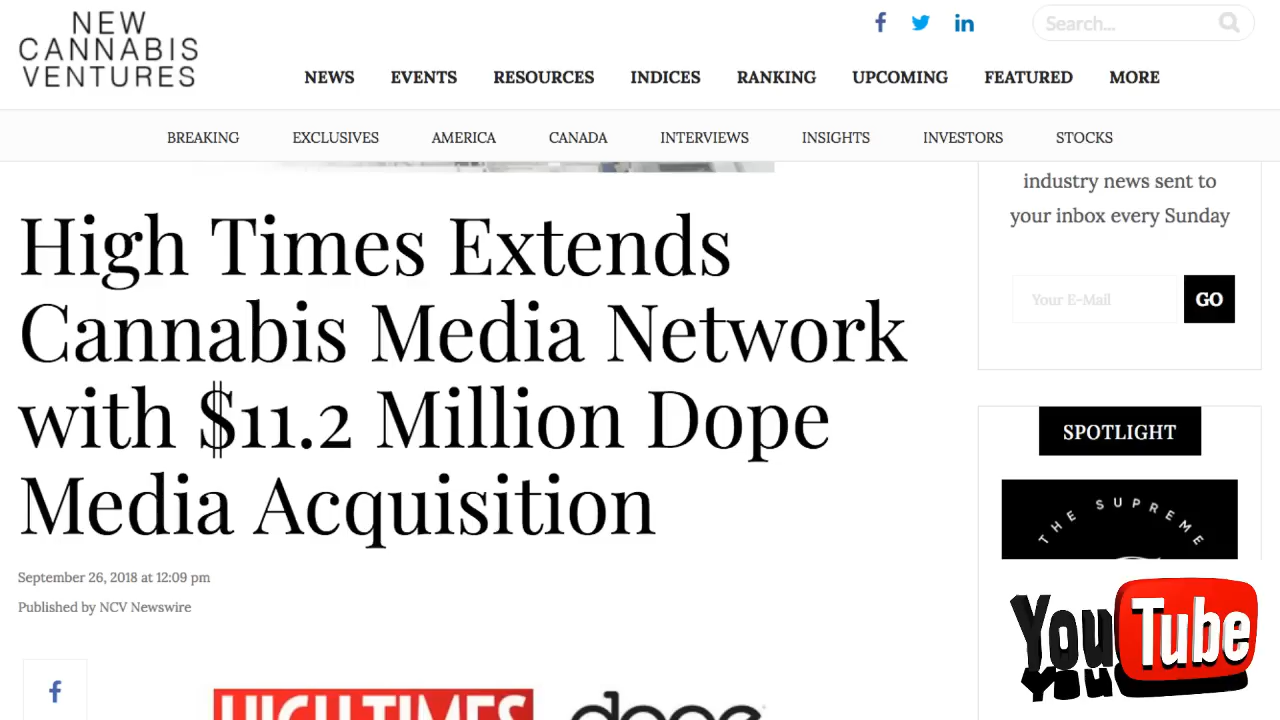 NEW
CANNABIS
VENTURES
Search...
NEWS EVENTS RESOURCES INDICES RANKING UPCOMING FEATURED MORE
BREAKING EXCLUSIVES AMERICA CANADA INTERVIEWS INSIGHTS INVESTORS STOCKS
High Times Extends
Cannabis Media Network
with $11.2 Million Dope
Media Acquisition
September 26, 2018 at 12:09 pm
Published by NCV Newswire
HIGH TIMES dope
industry news sent to
your inbox every Sunday
Your E-Mail GO
SPOTLIGHT
THE SUPREME
YouTube